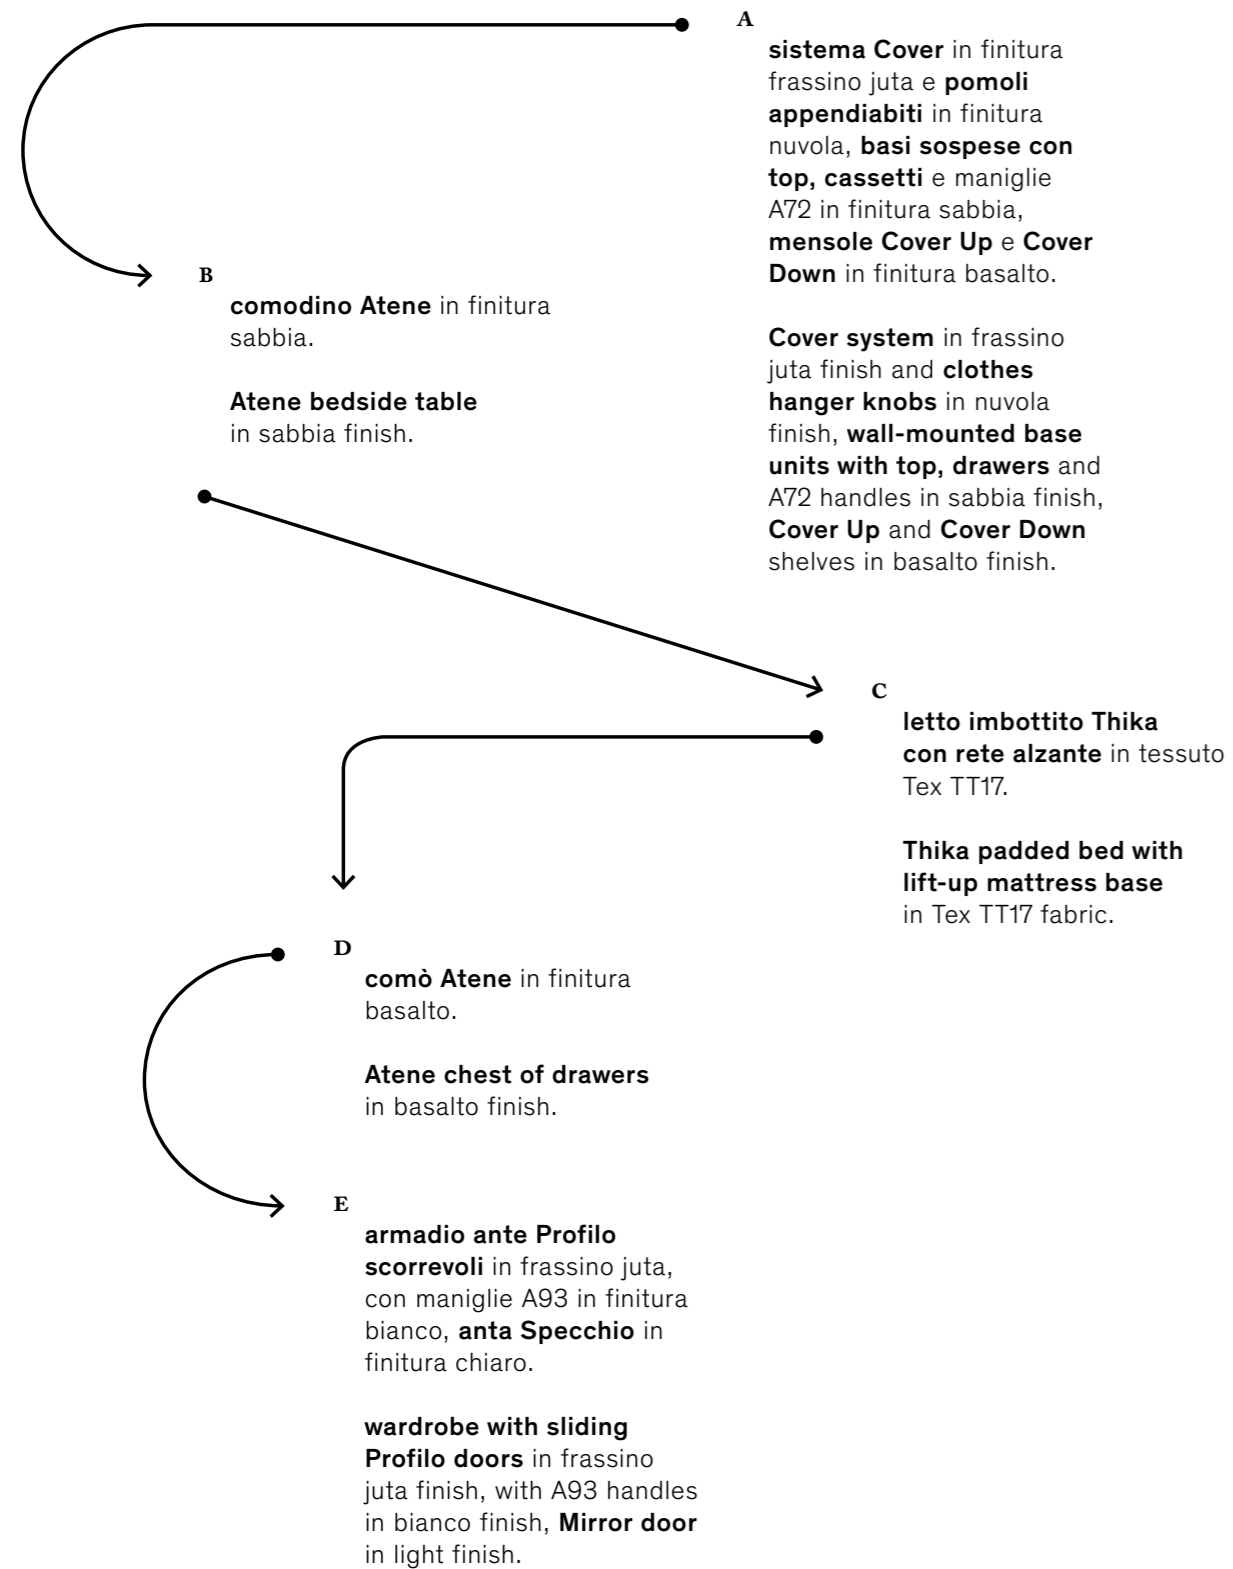 A
sistema Cover in finitura
frassino juta e pomoli
appendiabiti in finitura
nuvola, basi sospese con
top, cassetti e maniglie
A72 in finitura sabbia,
mensole Cover Up e Cover
Down in finitura basalto.
Cover system in frassino
juta finish and clothes
hanger knobs in nuvola
finish, wall-mounted base
units with top, drawers and
A72 handles in sabbia finish,
Cover Up and Cover Down
shelves in basalto finish.
B
comodino Atene in finitura
sabbia.
Atene bedside table
in sabbia finish.
C
letto imbottito Thika
con rete alzante in tessuto
Tex TT17.
Thika padded bed with
lift-up mattress base
in Tex TT17 fabric.
D
comò Atene in finitura
basalto.
Atene chest of drawers
in basalto finish.
E
armadio ante Profilo
scorrevoli in frassino juta,
con maniglie A93 in finitura
bianco, anta Specchio in
finitura chiaro.
wardrobe with sliding
Profilo doors in frassino
juta finish, with A93 handles
in bianco finish, Mirror door
in light finish.